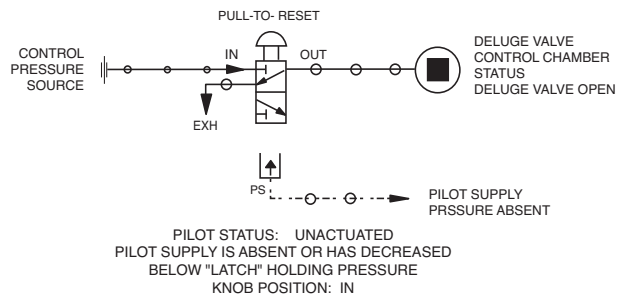 PULL-TO- RESET
CONTROL
PRESSURE
SOURCE
IN
OUT
EXH
DELUGE VALVE
CONTROL CHAMBER
STATUS
DELUGE VALVE OPEN
PS
PILOT SUPPLY
PRSSURE ABSENT
PILOT STATUS: UNACTUATED
PILOT SUPPLY IS ABSENT OR HAS DECREASED
BELOW "LATCH" HOLDING PRESSURE
KNOB POSITION: IN